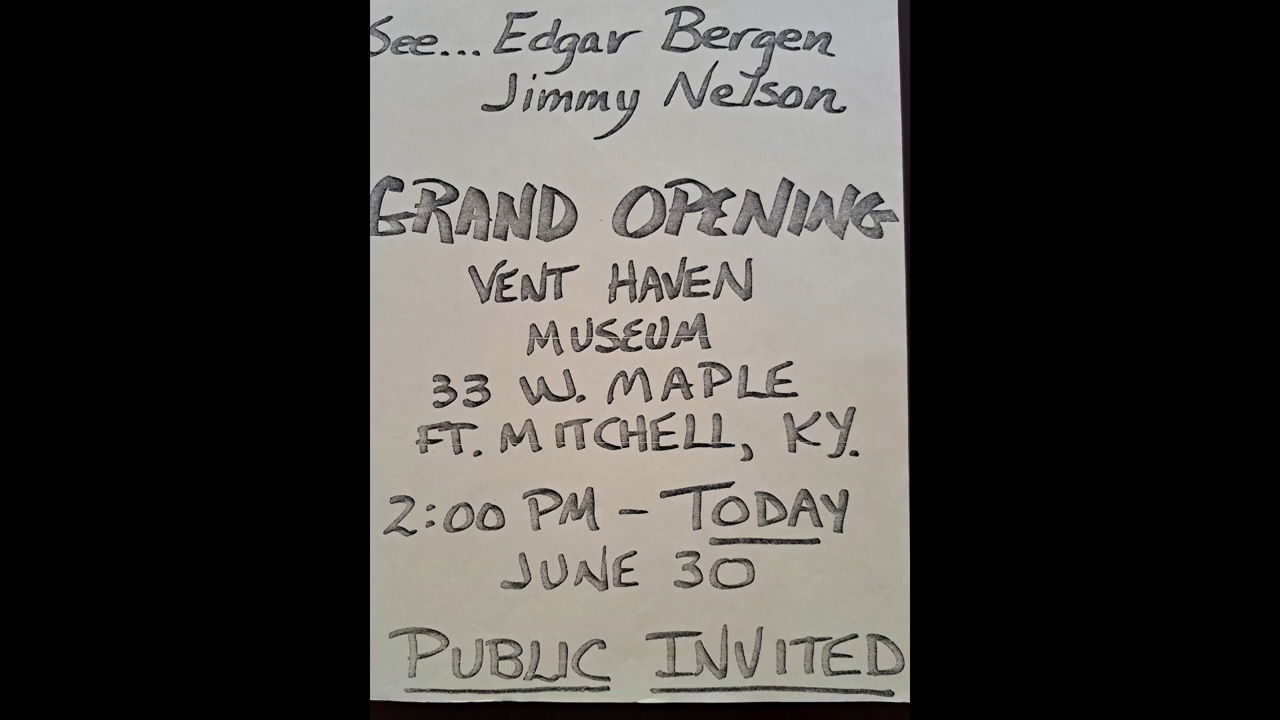 See... Edgar Bergen
Jimmy Nelson
GRAND OPENING
VENT HAVEN
MUSEUM
33 W. MAPLE
FT. MITCHELL, KY.
2:00 PM - TODAY
JUNE 30
PUBLIC INVITED